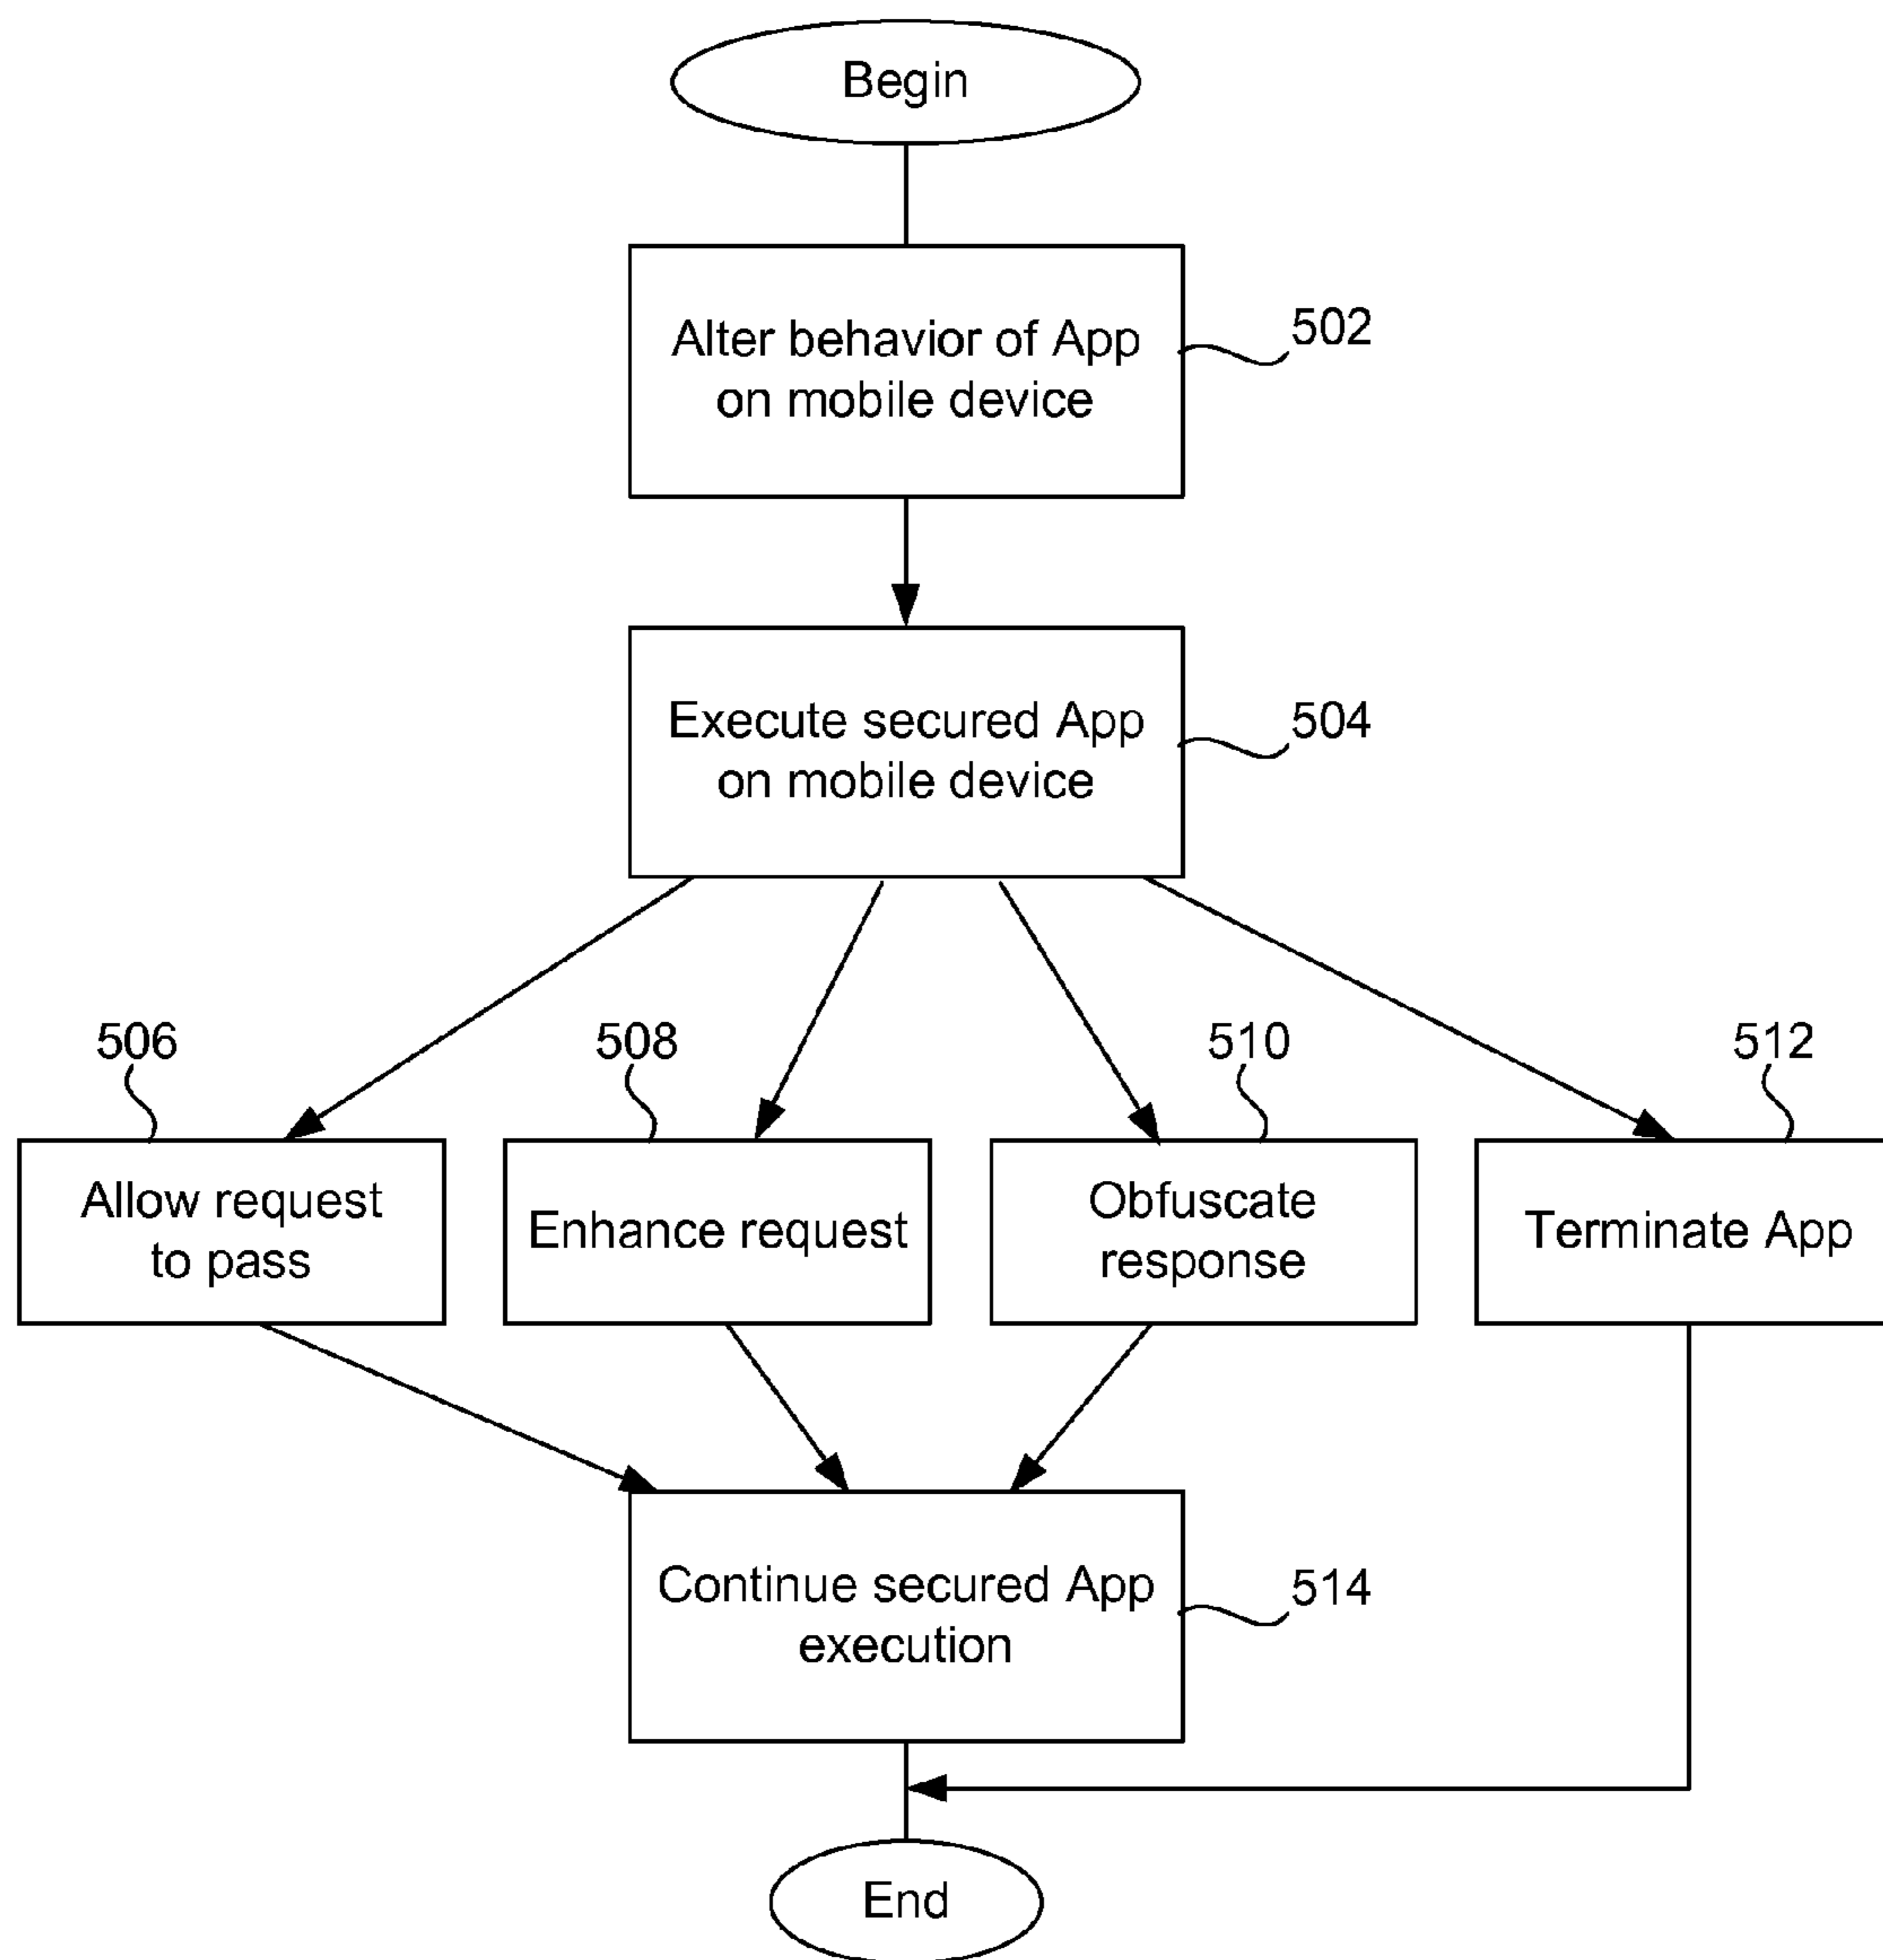 Begin
Alter behavior of App
on mobile device
502
Execute secured App
on mobile device
504
506
508
510
512
Allow request
to pass
Enhance request
Obfuscate
response
Terminate App
Continue secured App
execution
514
End